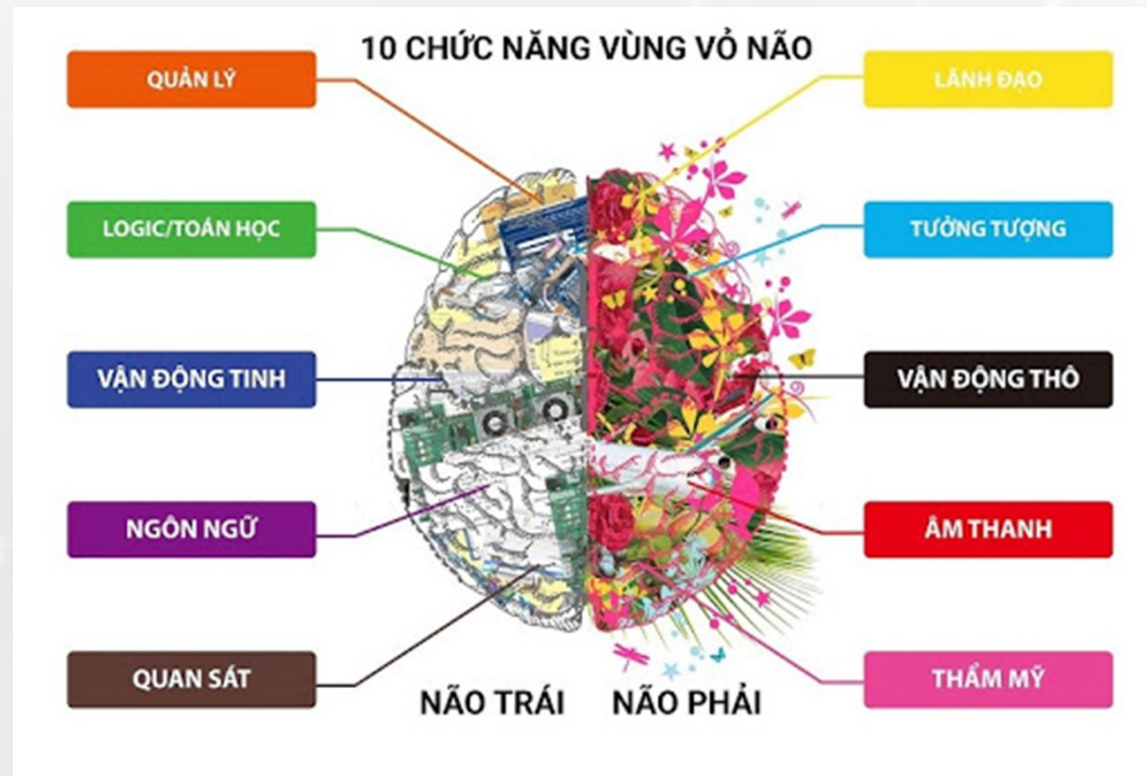 10 CHỨC NĂNG VÙNG VỎ NÃO
QUẢN LÝ
LÃNH ĐẠO
LOGIC/TOÁN HỌC
TƯỞNG TƯỢNG
VẬN ĐỘNG TINH
VẬN ĐỘNG THÔ
NGÔN NGỮ
ÂM THANH
QUAN SÁT
THẨM MỸ
NÃO TRÁI
NÃO PHẢI